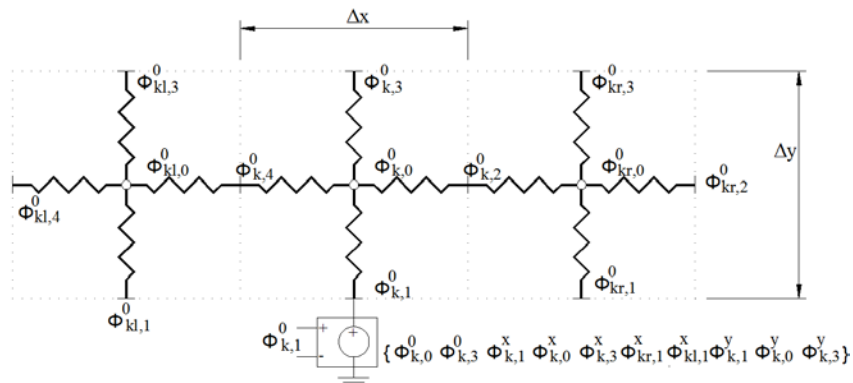 Δx
Φ⁰kl,3 Φ⁰k,3 Φ⁰kr,3
Φ⁰kl,0 Φ⁰k,4 Φ⁰k,0 Φ⁰k,2 Φ⁰kr,0 Φ⁰kr,2
Φ⁰kl,4
Δy
Φ⁰kl,1 Φ⁰k,1 Φ⁰kr,1
Φ⁰k,1 + - + { Φ⁰k,0 Φ⁰k,3 Φˣk,1 Φˣk,0 Φˣk,3 Φˣkr,1 Φˣkl,1 Φʸk,1 Φʸk,0 Φʸk,3 }